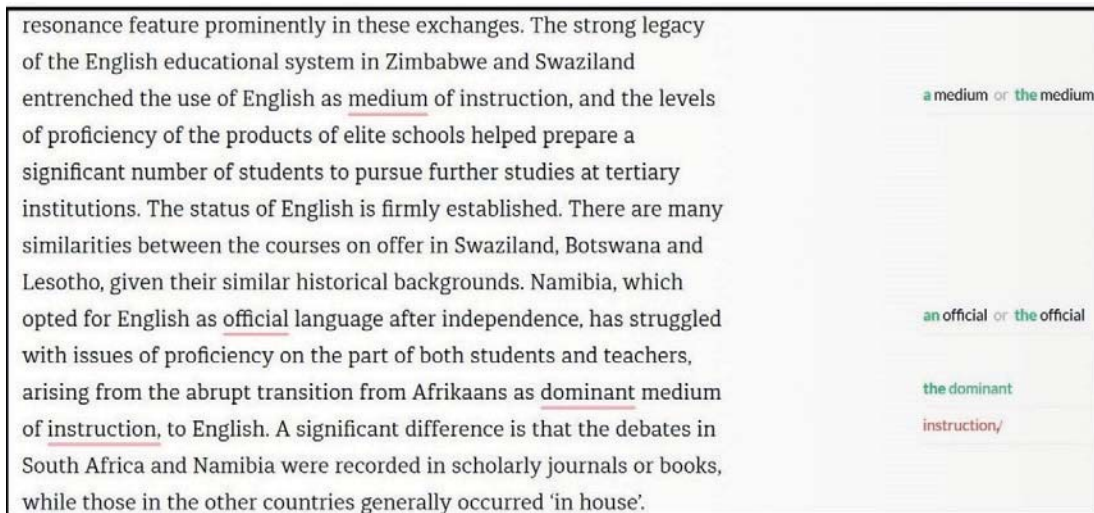 resonance feature prominently in these exchanges. The strong legacy
of the English educational system in Zimbabwe and Swaziland
entrenched the use of English as medium of instruction, and the levels
a medium or the medium
of proficiency of the products of elite schools helped prepare a
significant number of students to pursue further studies at tertiary
institutions. The status of English is firmly established. There are many
similarities between the courses on offer in Swaziland, Botswana and
Lesotho, given their similar historical backgrounds. Namibia, which
opted for English as official language after independence, has struggled
an official or the official
with issues of proficiency on the part of both students and teachers,
arising from the abrupt transition from Afrikaans as dominant medium
the dominant
of instruction, to English. A significant difference is that the debates in
instruction,
South Africa and Namibia were recorded in scholarly journals or books,
while those in the other countries generally occurred ‘in house’.